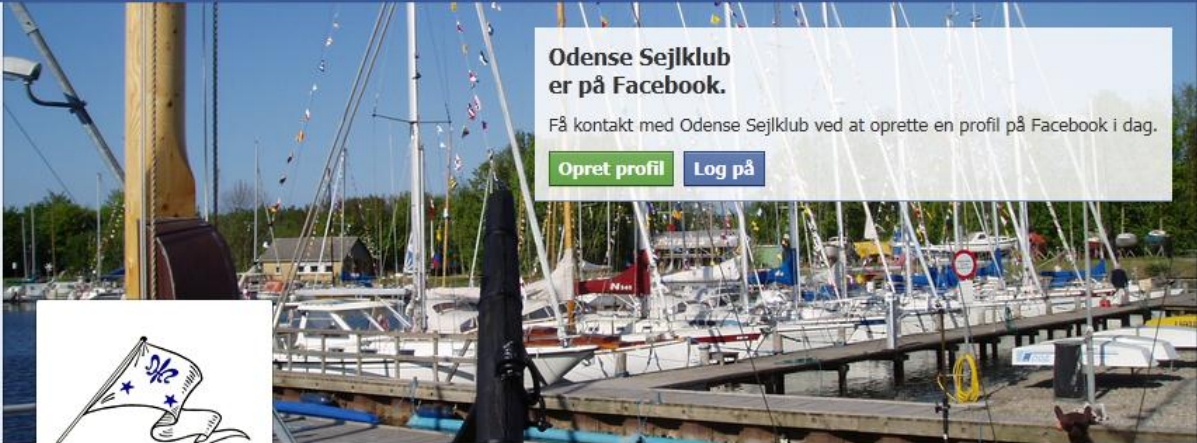 Odense Sejlklub
er på Facebook.
Få kontakt med Odense Sejlklub ved at oprette en profil på Facebook i dag.
Opret profil
Log på